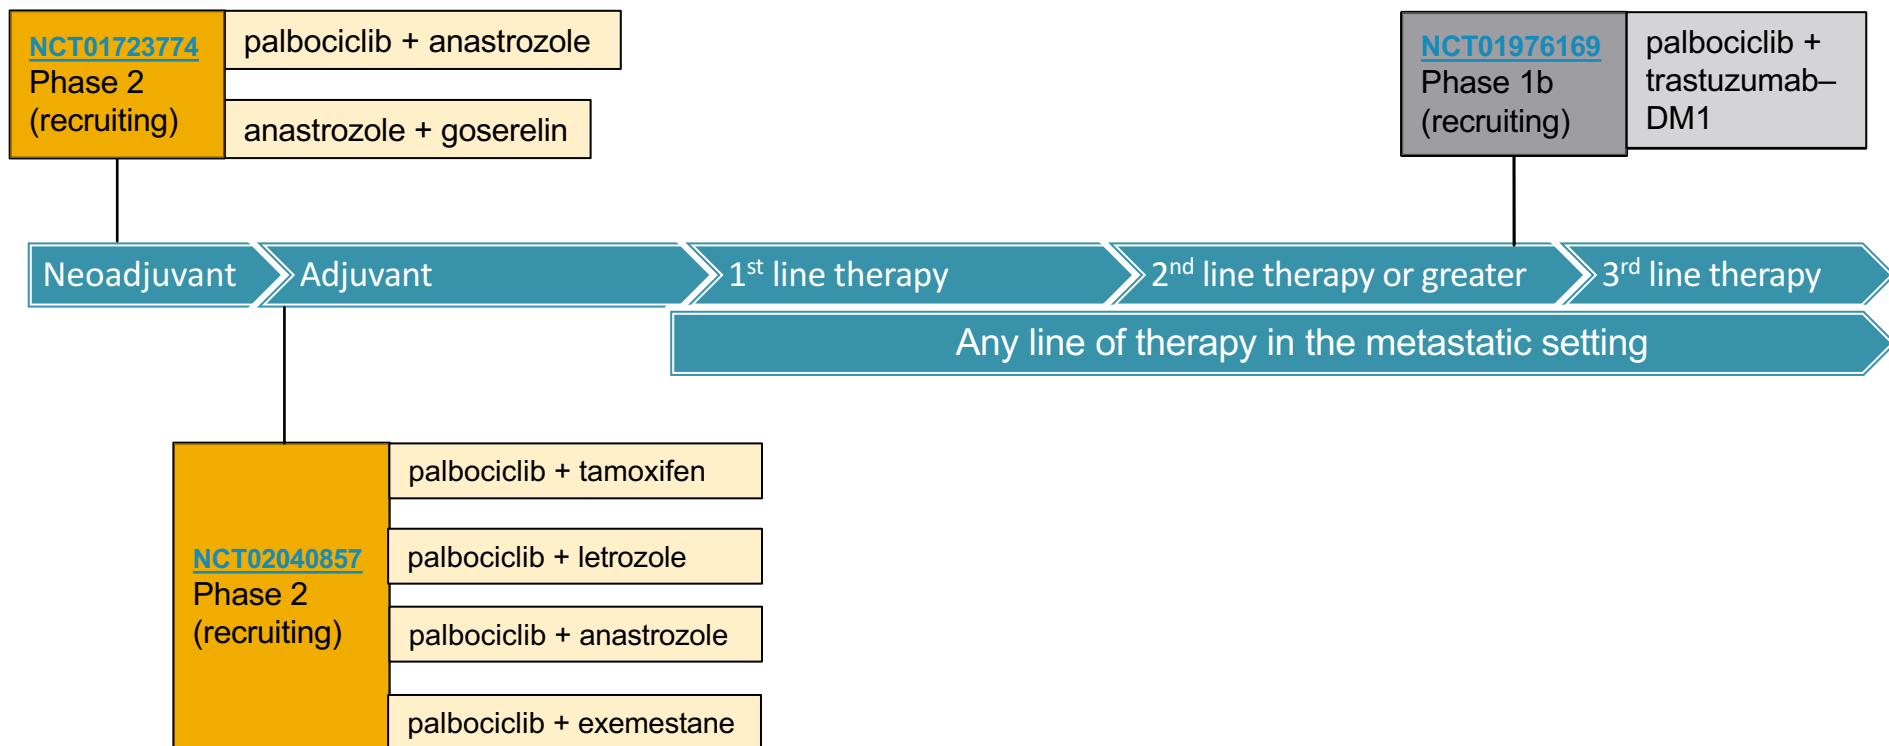 NCT01723774
Phase 2
(recruiting)
palbociclib + anastrozole
anastrozole + goserelin
NCT01976169
Phase 1b
(recruiting)
palbociclib +
trastuzumab–
DM1
Neoadjuvant
Adjuvant
1st line therapy
2nd line therapy or greater
3rd line therapy
Any line of therapy in the metastatic setting
NCT02040857
Phase 2
(recruiting)
palbociclib + tamoxifen
palbociclib + letrozole
palbociclib + anastrozole
palbociclib + exemestane